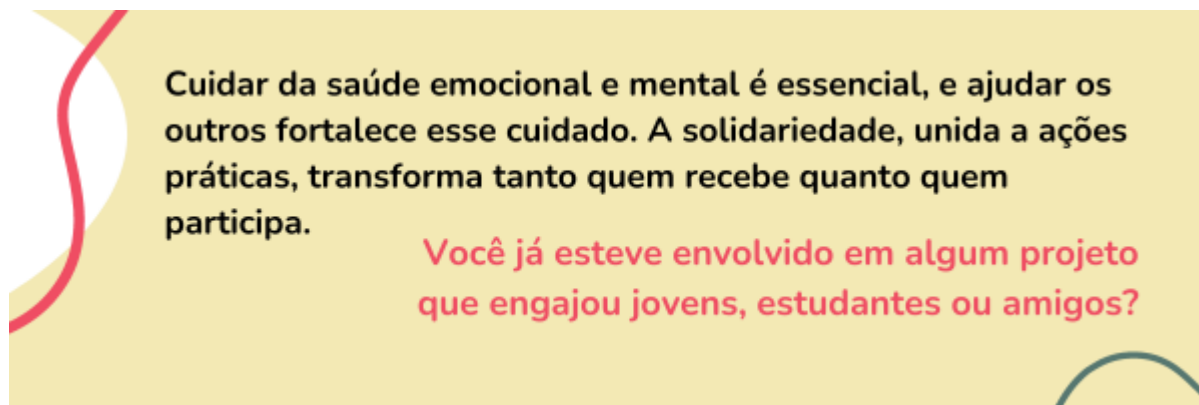 Cuidar da saúde emocional e mental é essencial, e ajudar os
outros fortalece esse cuidado. A solidariedade, unida a ações
práticas, transforma tanto quem recebe quanto quem
participa.
Você já esteve envolvido em algum projeto
que engajou jovens, estudantes ou amigos?